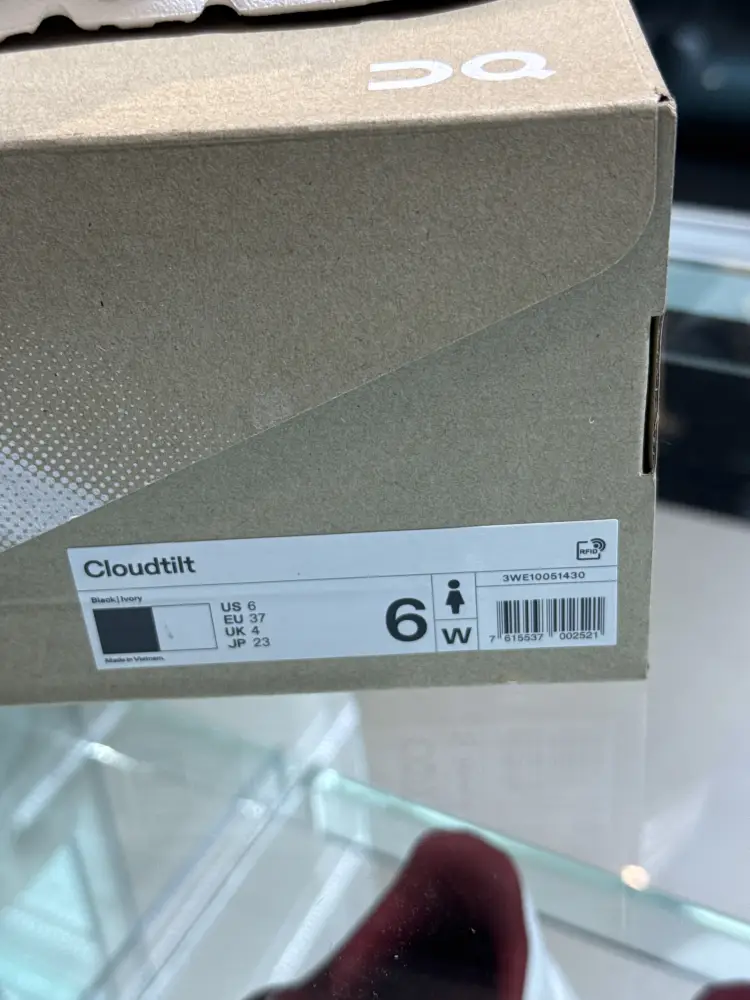 On
Cloudtilt
RFID
Black | Ivory
US 6
EU 37
UK 4
JP 23
6
W
3WE10051430
7 615537 002521
Made in Vietnam.